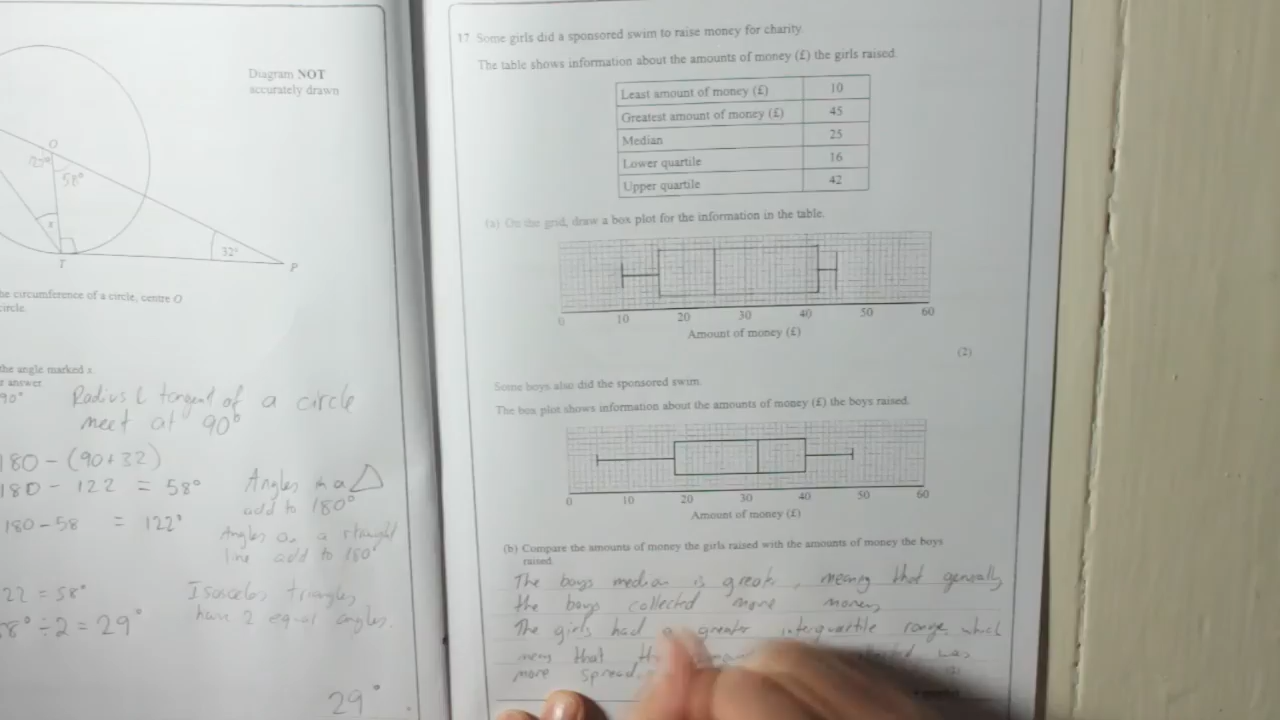 Diagram NOT
accurately drawn
O
58°
x
32°
T
P
he circumference of a circle, centre O
circle.
the angle marked x.
r answer
90°
Radius & tangent of a circle
meet at 90°
180 - (90+32)
180 - 122 = 58°
Angles in a
add to 180°
180-58 = 122°
Angles on a straight
line add to 180°
22 = 58°
Isosceles triangles
have 2 equal angles.
8° ÷ 2 = 29°
29°
17 Some girls did a sponsored swim to raise money for charity.
The table shows information about the amounts of money (£) the girls raised.
Least amount of money (£) 10
Greatest amount of money (£) 45
Median 25
Lower quartile 16
Upper quartile 42
(a) On the grid, draw a box plot for the information in the table.
0 10 20 30 40 50 60
Amount of money (£)
(2)
Some boys also did the sponsored swim.
The box plot shows information about the amounts of money (£) the boys raised.
0 10 20 30 40 50 60
Amount of money (£)
(b) Compare the amounts of money the girls raised with the amounts of money the boys
raised.
The boys median is greater, meaning that generally
the boys collected more money
The girls had a greater interquartile range which
means that was
more spread.